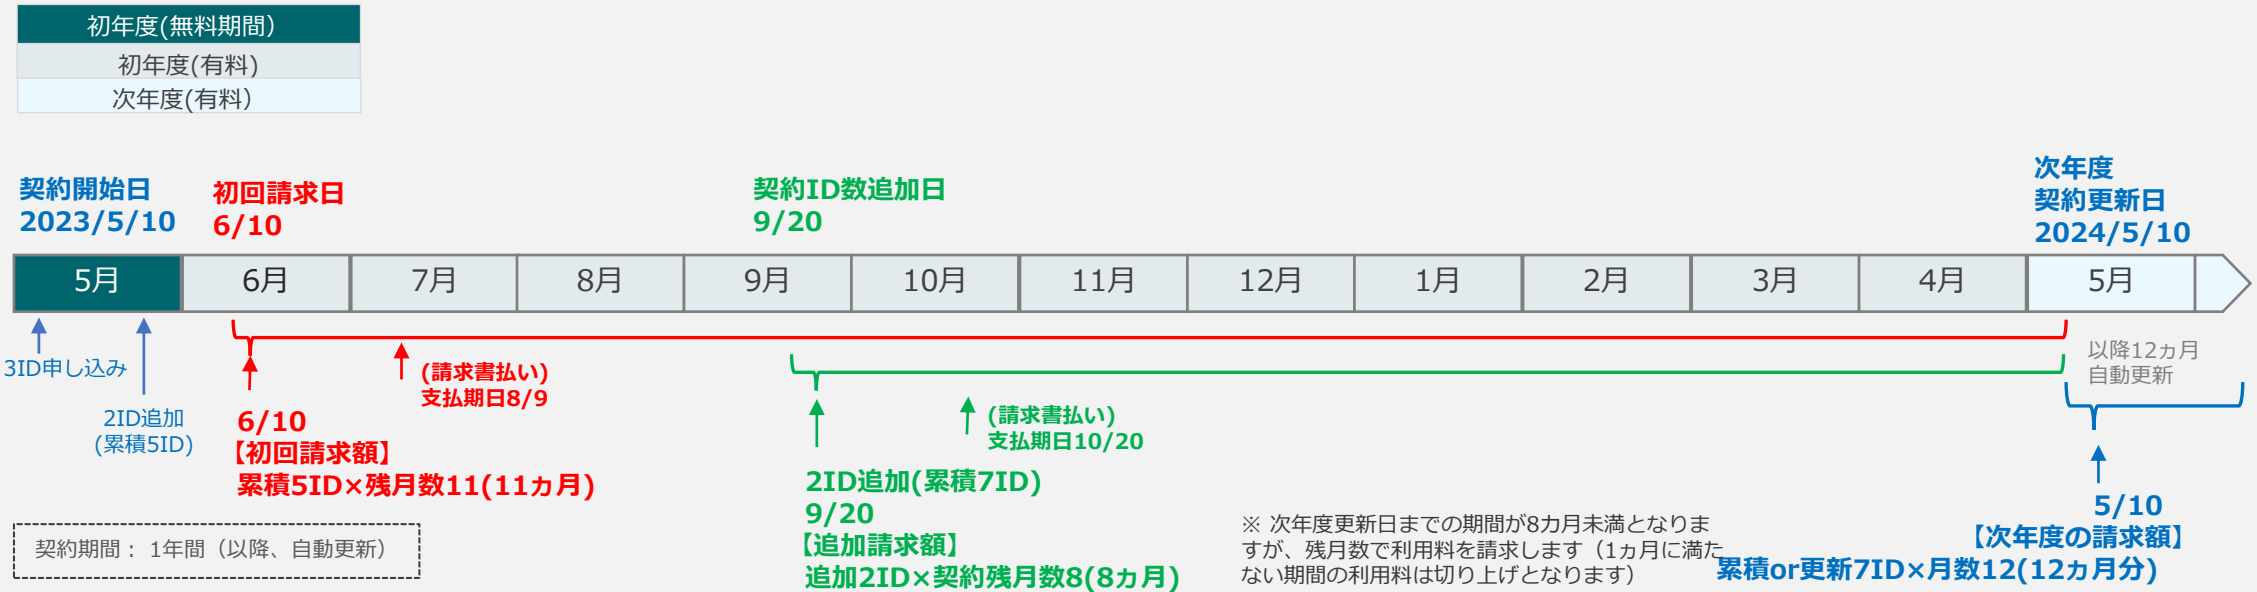 初年度(無料期間)
初年度(有料)
次年度(有料)
契約開始日
2023/5/10
初回請求日
6/10
契約ID数追加日
9/20
次年度
契約更新日
2024/5/10
5月
6月
7月
8月
9月
10月
11月
12月
1月
2月
3月
4月
5月
3ID申し込み
2ID追加
(累積5ID)
6/10
【初回請求額】
累積5ID×残月数11(11ヵ月)
(請求書払い)
支払期日8/9
2ID追加(累積7ID)
9/20
【追加請求額】
追加2ID×契約残月数8(8ヵ月)
(請求書払い)
支払期日10/20
以降12ヵ月
自動更新
5/10
【次年度の請求額】
累積or更新7ID×月数12(12ヵ月分)
※ 次年度更新日までの期間が8カ月未満となりま
すが、残月数で利用料を請求します（1ヵ月に満た
ない期間の利用料は切り上げとなります）
契約期間： 1年間（以降、自動更新）